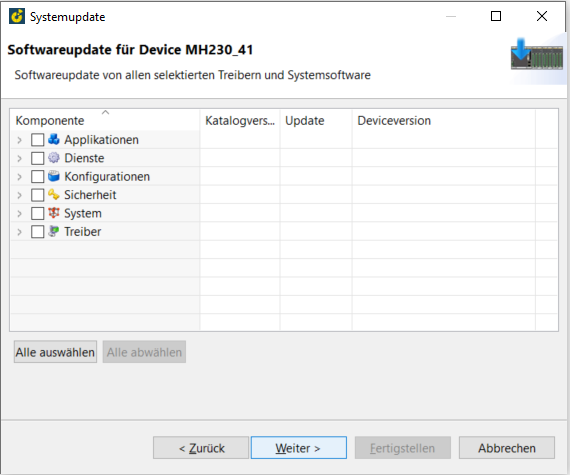 Systemupdate
Softwareupdate für Device MH230_41
Softwareupdate von allen selektierten Treibern und Systemsoftware
Komponente Katalogvers... Update Deviceversion
Applikationen
Dienste
Konfigurationen
Sicherheit
System
Treiber
Alle auswählen Alle abwählen
< Zurück Weiter > Fertigstellen Abbrechen